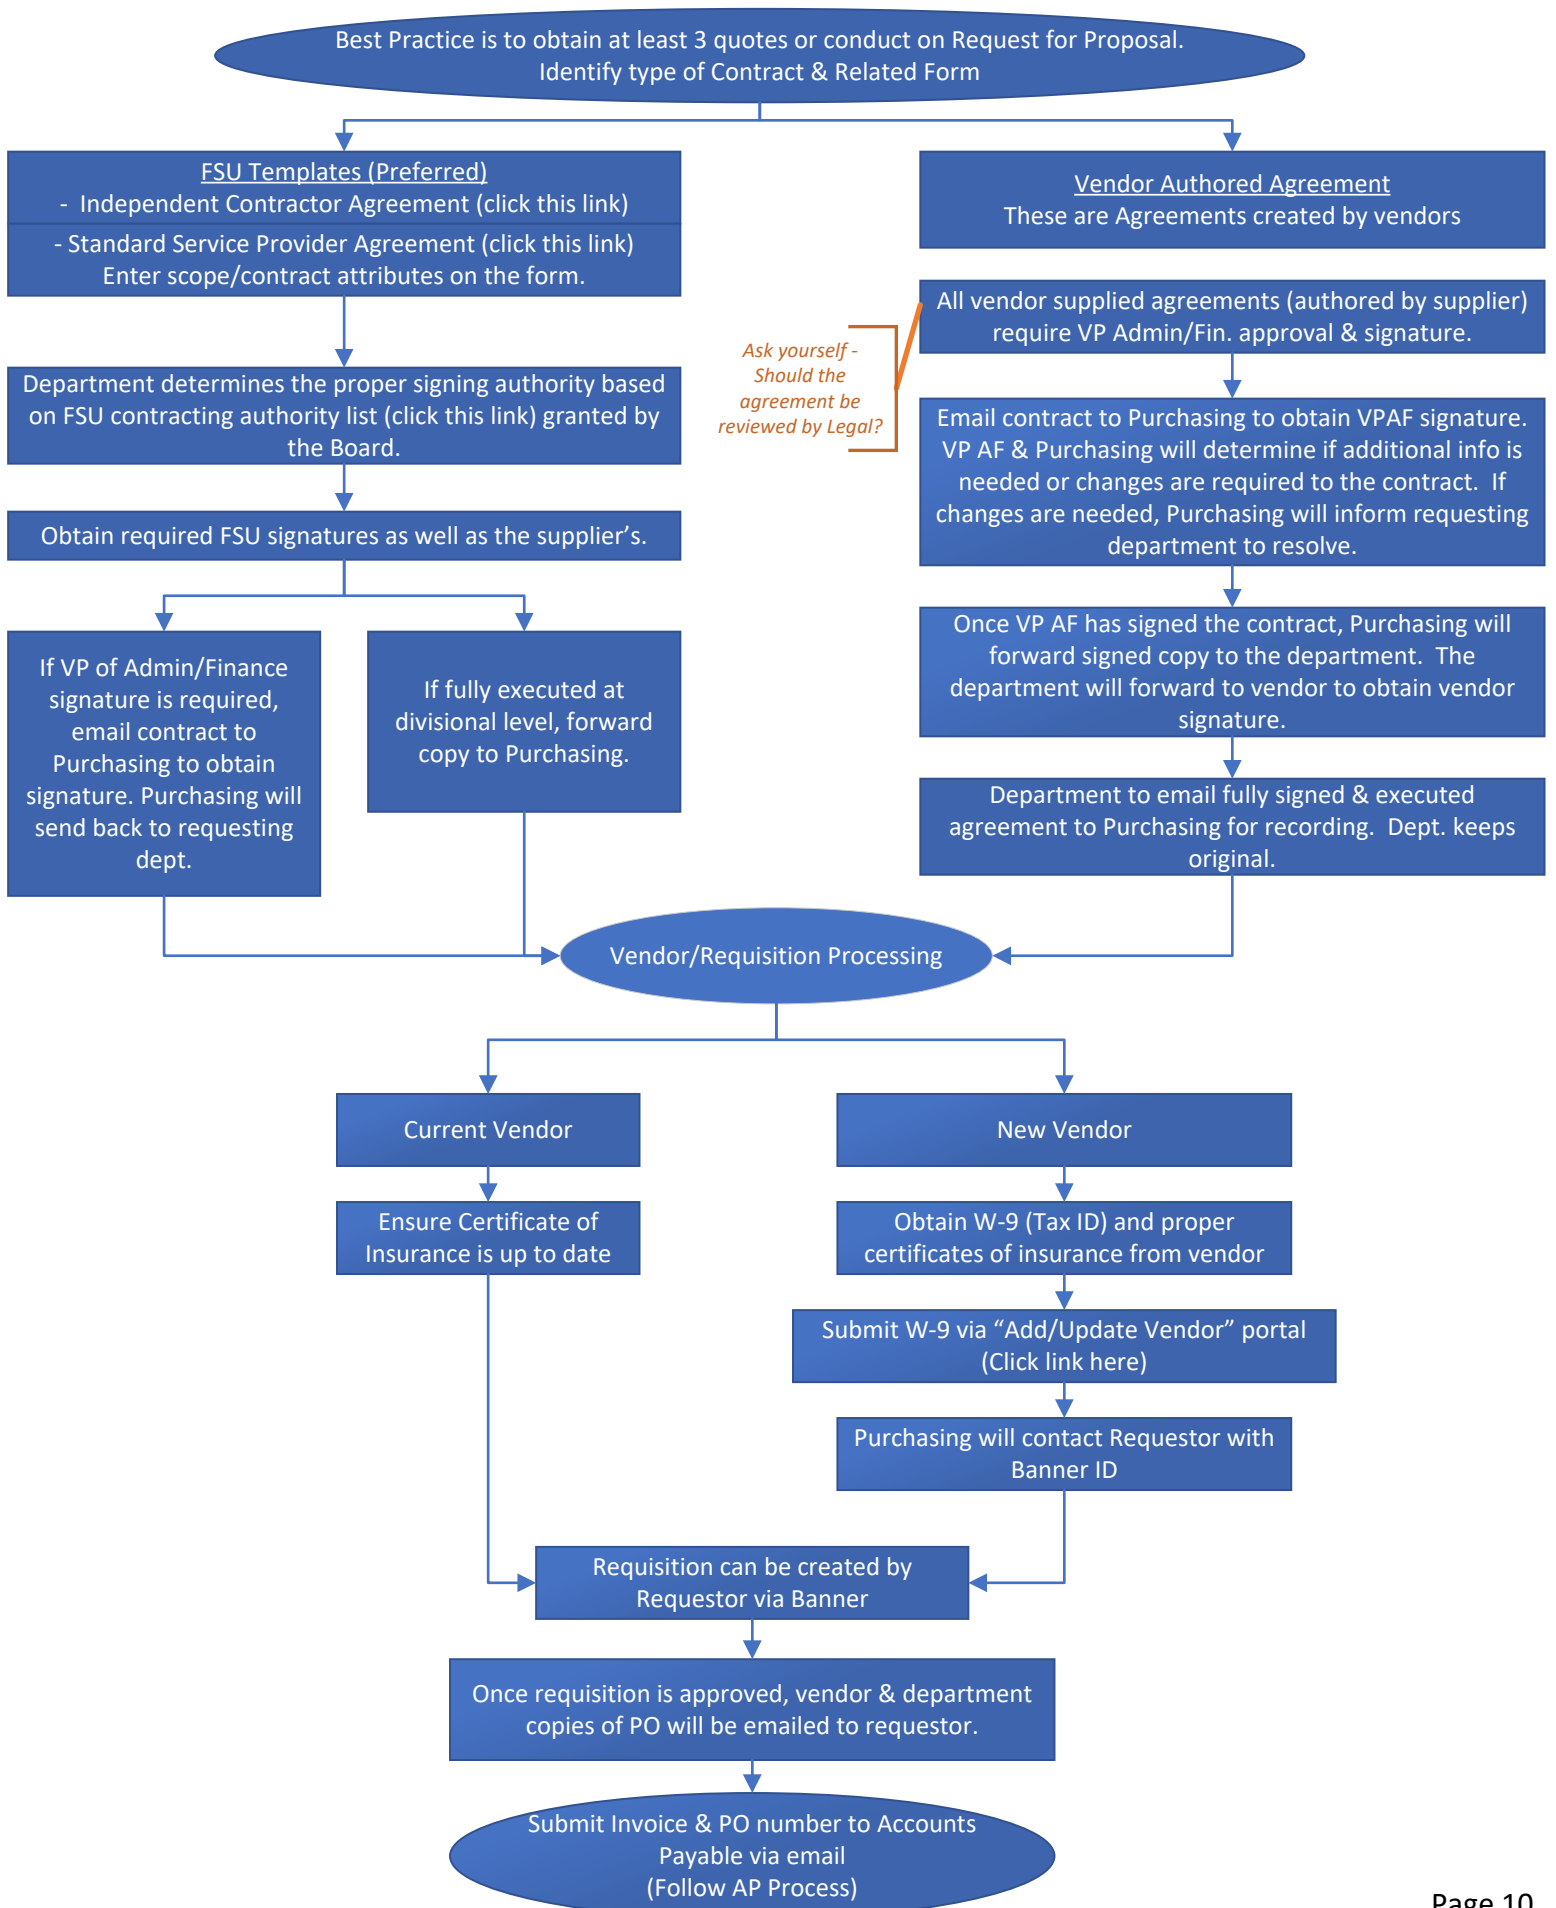 Best Practice is to obtain at least 3 quotes or conduct on Request for Proposal.
Identify type of Contract & Related Form
FSU Templates (Preferred)
- Independent Contractor Agreement (click this link)
- Standard Service Provider Agreement (click this link)
Enter scope/contract attributes on the form.
Department determines the proper signing authority based
on FSU contracting authority list (click this link) granted by
the Board.
Obtain required FSU signatures as well as the supplier's.
If VP of Admin/Finance
signature is required,
email contract to
Purchasing to obtain
signature. Purchasing will
send back to requesting
dept.
If fully executed at
divisional level, forward
copy to Purchasing.
Vendor Authored Agreement
These are Agreements created by vendors
All vendor supplied agreements (authored by supplier)
require VP Admin/Fin. approval & signature.
Ask yourself -
Should the
agreement be
reviewed by Legal?
Email contract to Purchasing to obtain VPAF signature.
VP AF & Purchasing will determine if additional info is
needed or changes are required to the contract. If
changes are needed, Purchasing will inform requesting
department to resolve.
Once VP AF has signed the contract, Purchasing will
forward signed copy to the department. The
department will forward to vendor to obtain vendor
signature.
Department to email fully signed & executed
agreement to Purchasing for recording. Dept. keeps
original.
Vendor/Requisition Processing
Current Vendor
Ensure Certificate of
Insurance is up to date
New Vendor
Obtain W-9 (Tax ID) and proper
certificates of insurance from vendor
Submit W-9 via “Add/Update Vendor” portal
(Click link here)
Purchasing will contact Requestor with
Banner ID
Requisition can be created by
Requestor via Banner
Once requisition is approved, vendor & department
copies of PO will be emailed to requestor.
Submit Invoice & PO number to Accounts
Payable via email
(Follow AP Process)
Page 10